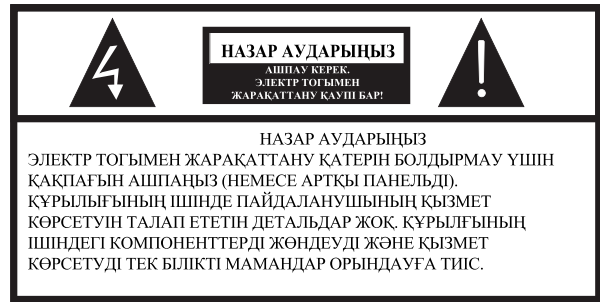 НАЗАР АУДАРЫҢЫЗ
АШПАУ КЕРЕК.
ЭЛЕКТР ТОГЫМЕН
ЖАРАҚАТТАНУ ҚАУПІ БАР!
НАЗАР АУДАРЫҢЫЗ
ЭЛЕКТР ТОГЫМЕН ЖАРАҚАТТАНУ ҚАТЕРІН БОЛДЫРМАУ ҮШІН
ҚАҚПАҒЫН АШПАҢЫЗ (НЕМЕСЕ АРТҚЫ ПАНЕЛЬДІ).
ҚҰРЫЛЫҒЫНЫҢ ІШІНДЕ ПАЙДАЛАНУШЫНЫҢ ҚЫЗМЕТ
КӨРСЕТУІН ТАЛАП ЕТЕТІН ДЕТАЛЬДАР ЖОҚ. ҚҰРЫЛҒЫНЫҢ
ІШІНДЕГІ КОМПОНЕНТТЕРДІ ЖӨНДЕУДІ ЖӘНЕ ҚЫЗМЕТ
КӨРСЕТУДІ ТЕК БІЛІКТІ МАМАНДАР ОРЫНДАУҒА ТИІС.